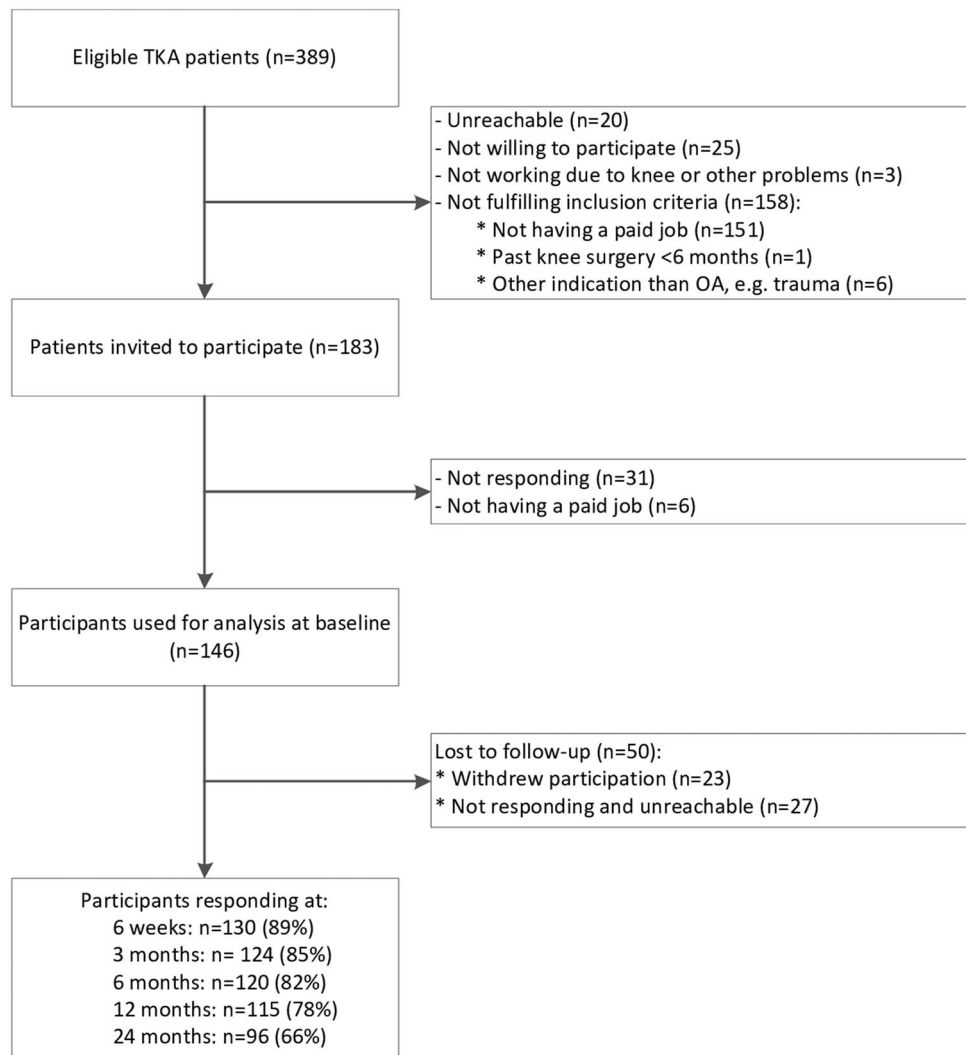 Eligible TKA patients (n=389)
- Unreachable (n=20)
- Not willing to participate (n=25)
- Not working due to knee or other problems (n=3)
- Not fulfilling inclusion criteria (n=158):
* Not having a paid job (n=151)
* Past knee surgery <6 months (n=1)
* Other indication than OA, e.g. trauma (n=6)
Patients invited to participate (n=183)
- Not responding (n=31)
- Not having a paid job (n=6)
Participants used for analysis at baseline
(n=146)
Lost to follow-up (n=50):
* Withdrew participation (n=23)
* Not responding and unreachable (n=27)
Participants responding at:
6 weeks: n=130 (89%)
3 months: n= 124 (85%)
6 months: n=120 (82%)
12 months: n=115 (78%)
24 months: n=96 (66%)